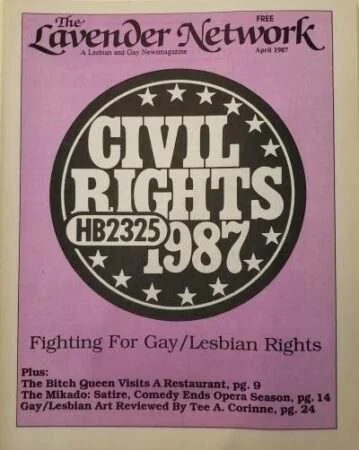 The
Lavender Network
FREE
April 1987
A Lesbian and Gay Newsmagazine
CIVIL
RIGHTS
HB2325
1987
Fighting For Gay/Lesbian Rights
Plus:
The Bitch Queen Visits A Restaurant, pg. 9
The Mikado: Satire, Comedy Ends Opera Season, pg. 14
Gay/Lesbian Art Reviewed By Tee A. Corinne, pg. 24